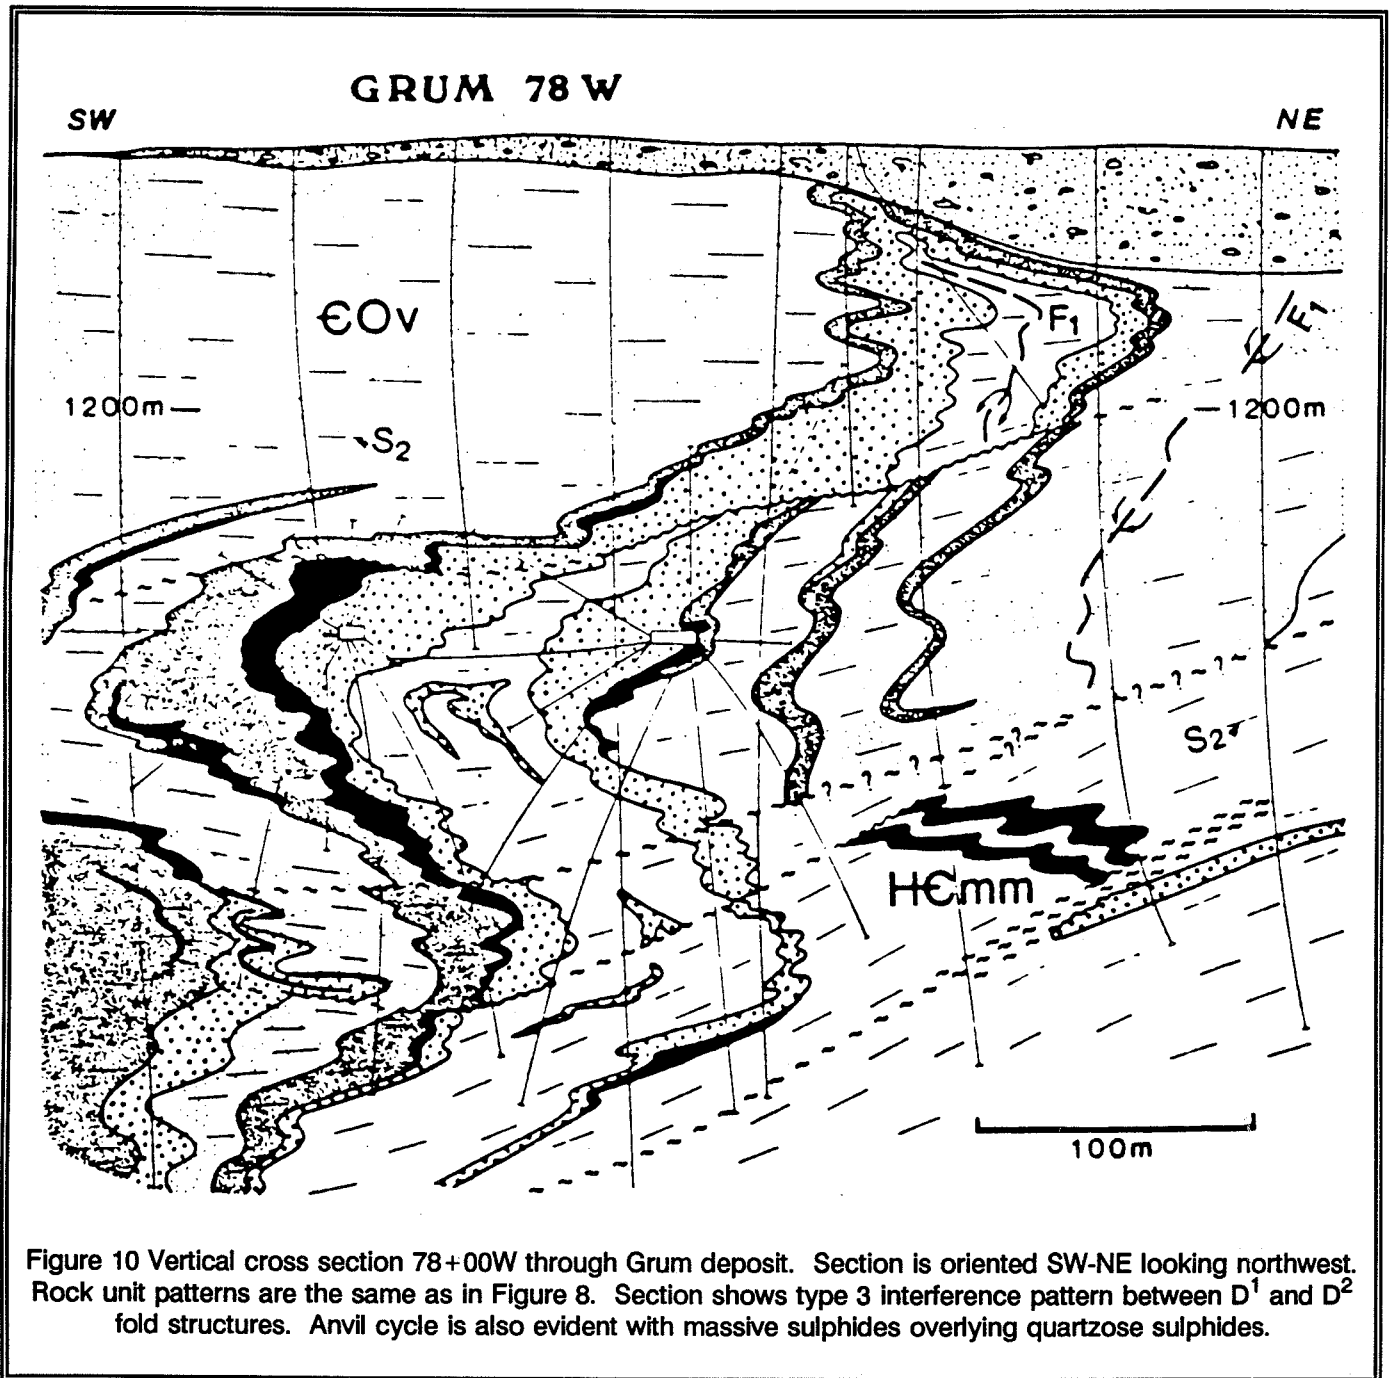 GRUM 78 W
SW
NE
ЄOv
F1
F1
1200m
1200m
S2
S2
HЄmm
100m
Figure 10 Vertical cross section 78+00W through Grum deposit. Section is oriented SW-NE looking northwest.
Rock unit patterns are the same as in Figure 8. Section shows type 3 interference pattern between D¹ and D²
fold structures. Anvil cycle is also evident with massive sulphides overlying quartzose sulphides.